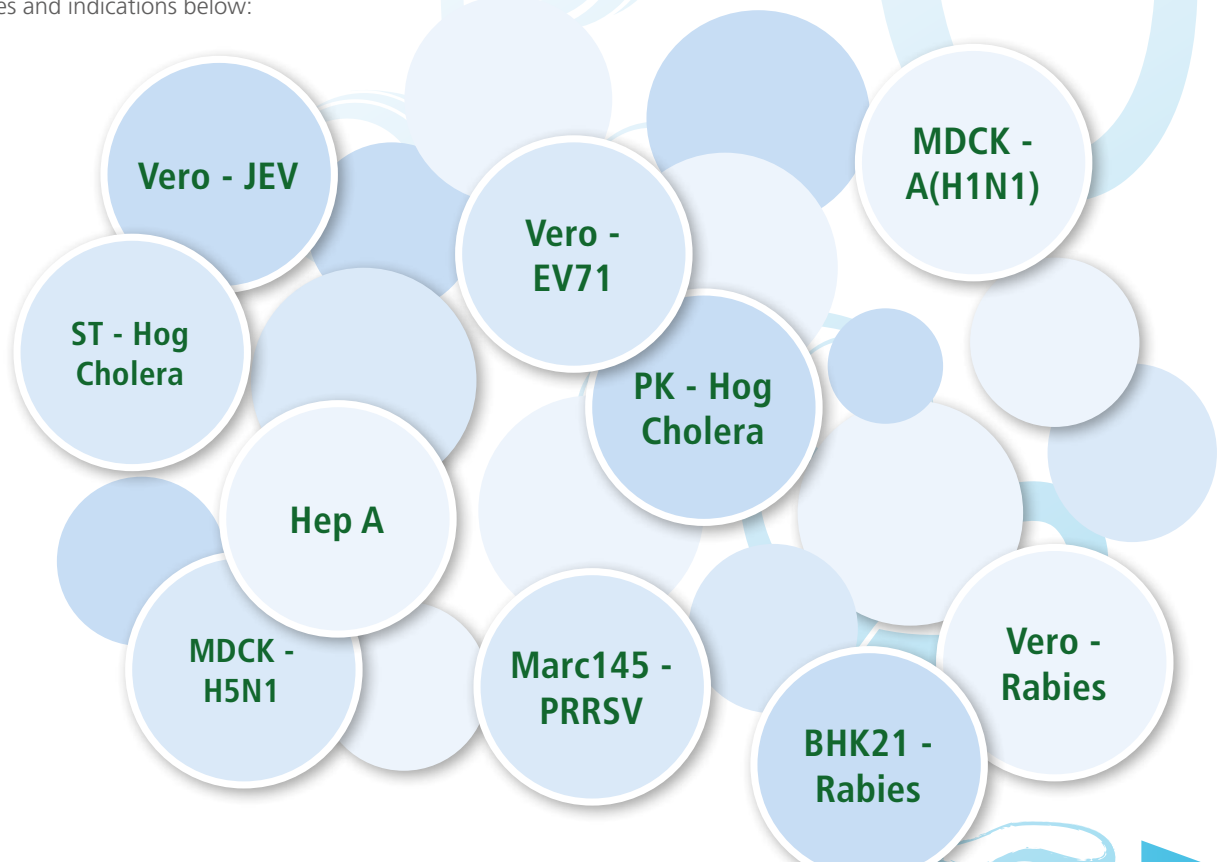 es and indications below:
MDCK -
A(H1N1)
Vero - JEV
Vero -
EV71
ST - Hog
Cholera
PK - Hog
Cholera
Hep A
MDCK -
H5N1
Marc145 -
PRRSV
Vero -
Rabies
BHK21 -
Rabies